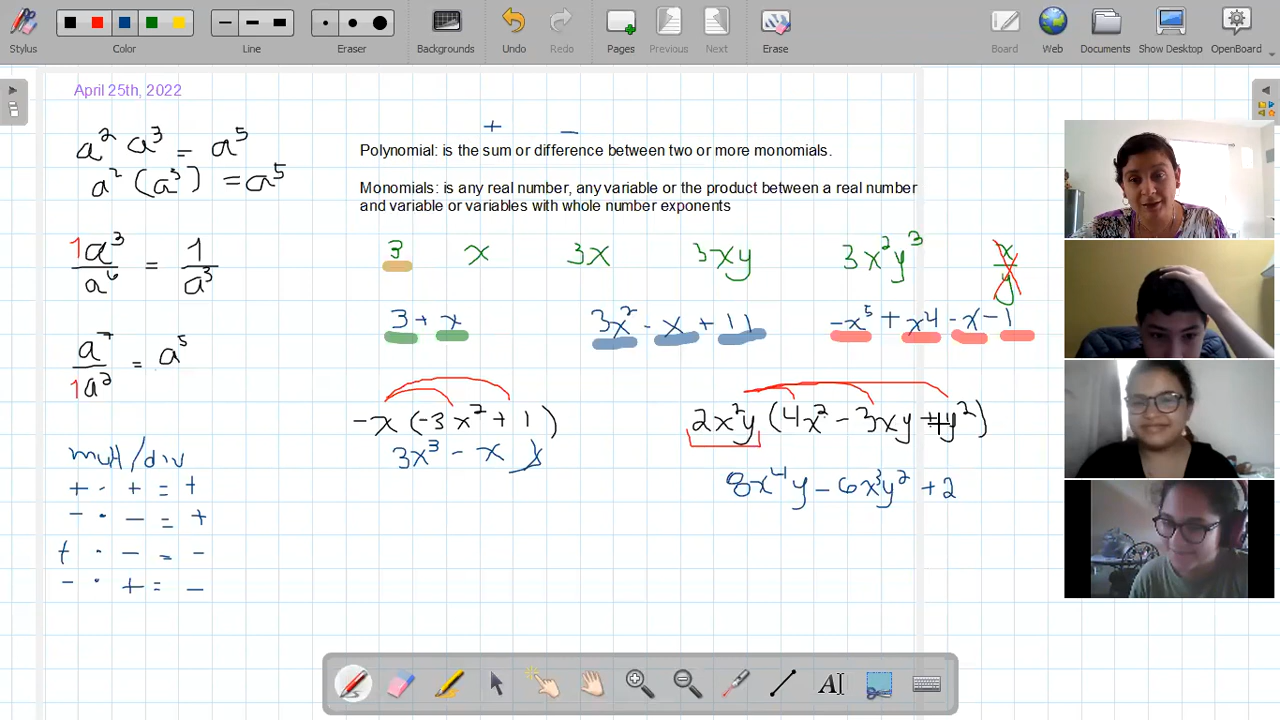 Stylus Color Line Eraser Backgrounds Undo Redo Pages Previous Next Erase Board Web Documents Show Desktop OpenBoard
April 25th, 2022
+ −
a² a³ = a⁵
Polynomial: is the sum or difference between two or more monomials.
a² (a³) = a⁵
Monomials: is any real number, any variable or the product between a real number
and variable or variables with whole number exponents
1a³/a⁶ = 1/a³
3 x 3x 3xy 3x²y³ x/y
3 + x 3x² - x + 11 -x⁵ + x⁴ - x - 1
a⁷/1a² = a⁵
-x (-3x² + 1) 2x²y (4x² - 3xy + y²)
3x³ - x 8x⁴y - 6x³y² + 2
mult/div
+ · + = +
- · - = +
+ · - = -
- · + = -